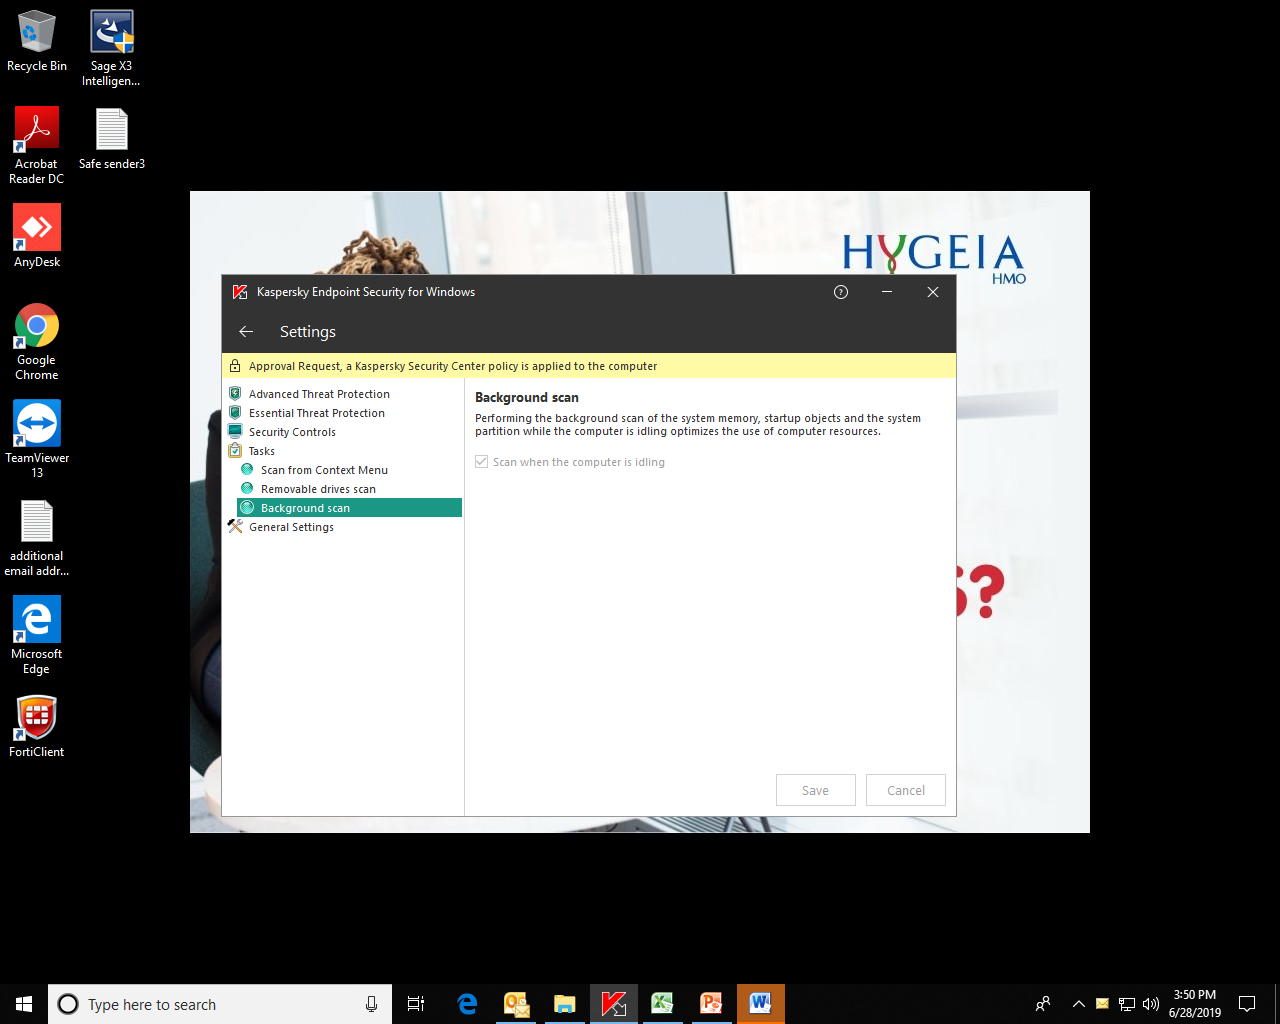 Recycle Bin
Sage X3
Intelligen...
Acrobat
Reader DC
Safe sender3
AnyDesk
Google
Chrome
TeamViewer
13
additional
email addr...
Microsoft
Edge
FortiClient
HYGEIA
HMO
Kaspersky Endpoint Security for Windows
Settings
Approval Request, a Kaspersky Security Center policy is applied to the computer
Advanced Threat Protection
Essential Threat Protection
Security Controls
Tasks
Scan from Context Menu
Removable drives scan
Background scan
General Settings
Background scan
Performing the background scan of the system memory, startup objects and the system
partition while the computer is idling optimizes the use of computer resources.
Scan when the computer is idling
Save
Cancel
S?
Type here to search
3:50 PM
6/28/2019